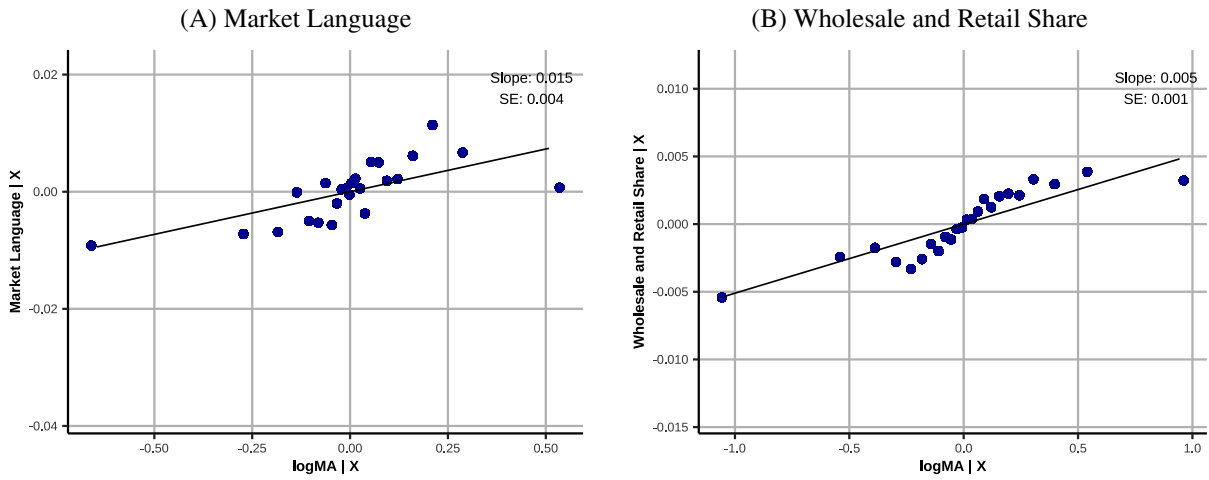 (A) Market Language
Slope: 0.015
SE: 0.004
0.02
0.00
-0.02
-0.04
Market Language | X
-0.50
-0.25
0.00
0.25
0.50
logMA | X
(B) Wholesale and Retail Share
Slope: 0.005
SE: 0.001
0.010
0.005
0.000
-0.005
-0.010
-0.015
Wholesale and Retail Share | X
-1.0
-0.5
0.0
0.5
1.0
logMA | X